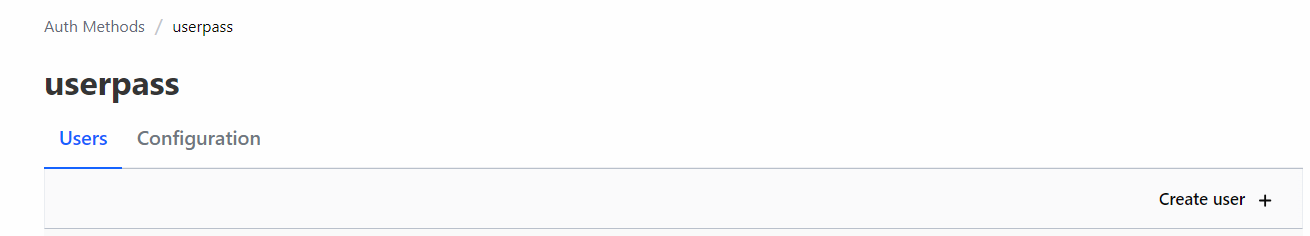 Auth Methods / userpass
userpass
Users Configuration
Create user +